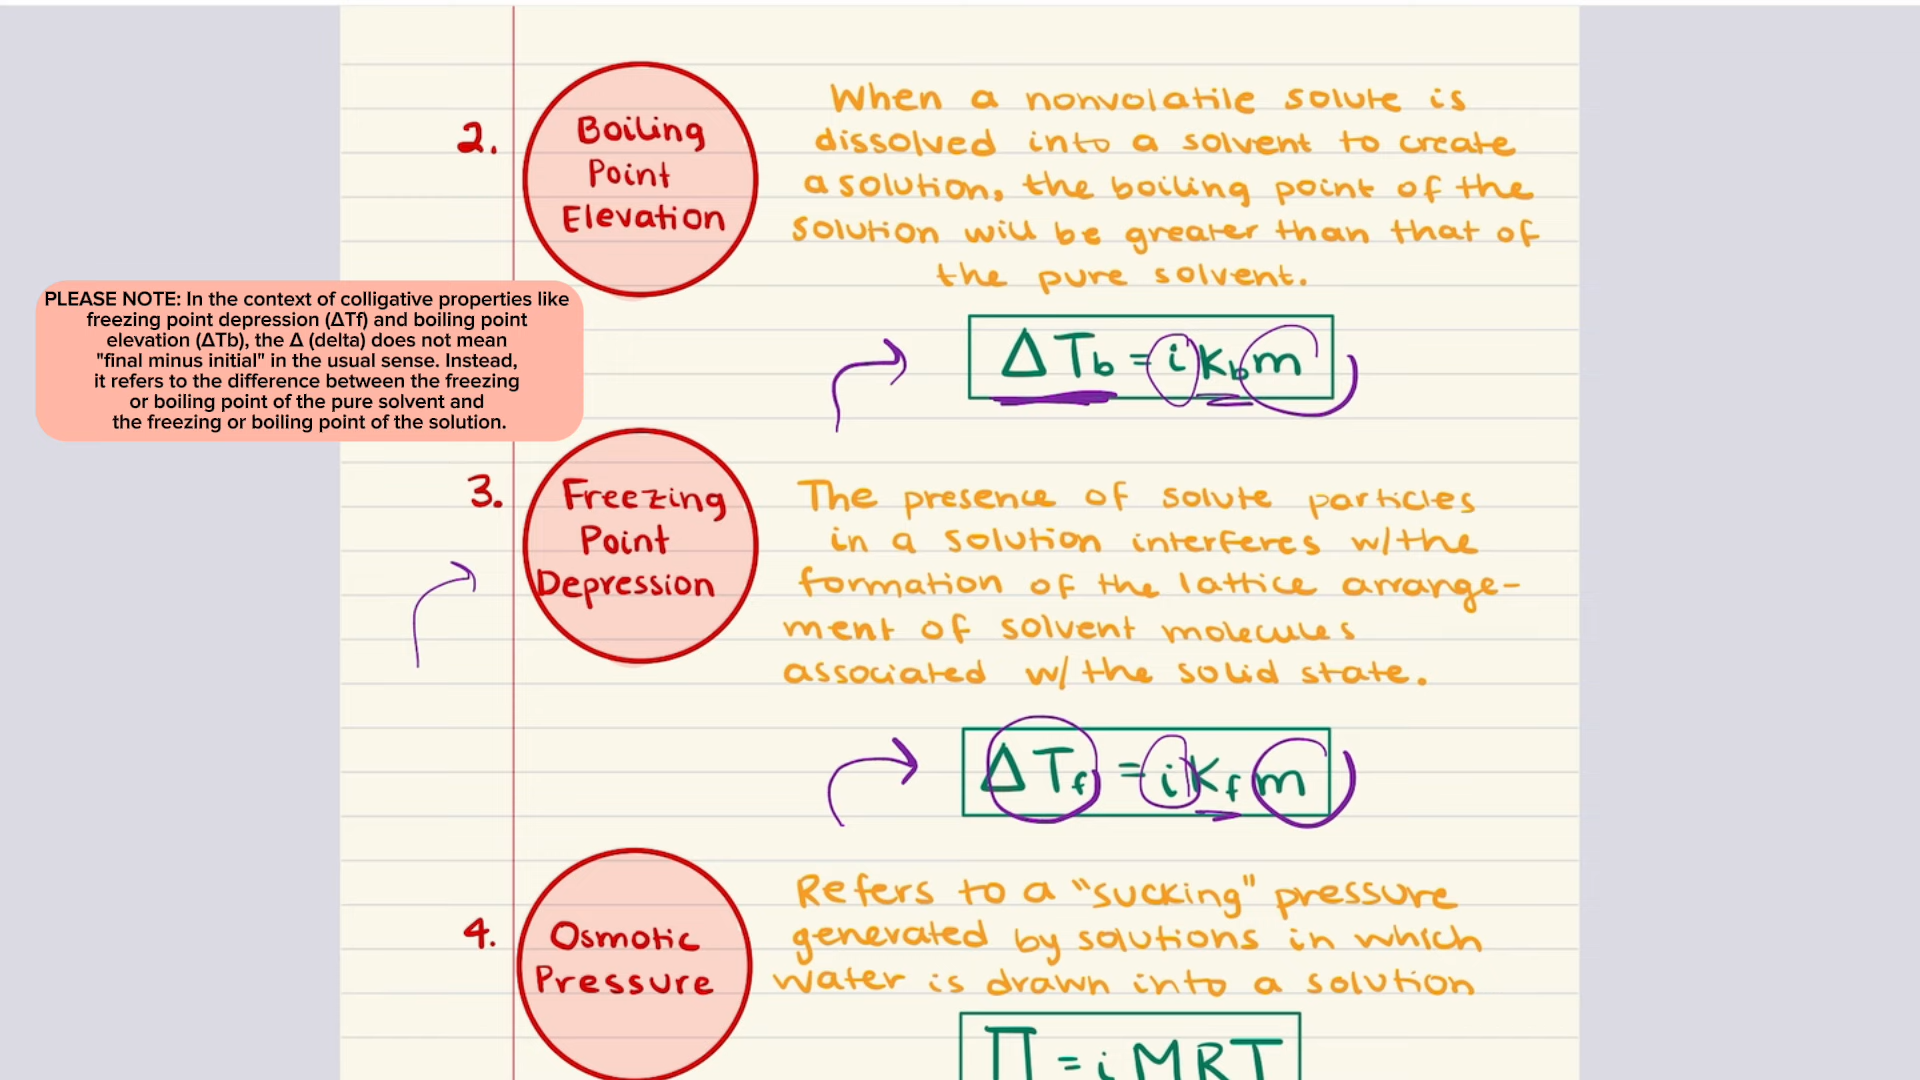 2.
Boiling
Point
Elevation
When a nonvolatile solute is
dissolved into a solvent to create
a solution, the boiling point of the
solution will be greater than that of
the pure solvent.
ΔTb = i Kb m
PLEASE NOTE: In the context of colligative properties like
freezing point depression (ΔTf) and boiling point
elevation (ΔTb), the Δ (delta) does not mean
"final minus initial" in the usual sense. Instead,
it refers to the difference between the freezing
or boiling point of the pure solvent and
the freezing or boiling point of the solution.
3.
Freezing
Point
Depression
The presence of solute particles
in a solution interferes w/the
formation of the lattice arrange-
ment of solvent molecules
associated w/ the solid state.
ΔTf = i Kf m
4.
Osmotic
Pressure
Refers to a "sucking" pressure
generated by solutions in which
water is drawn into a solution
Π = i MRT